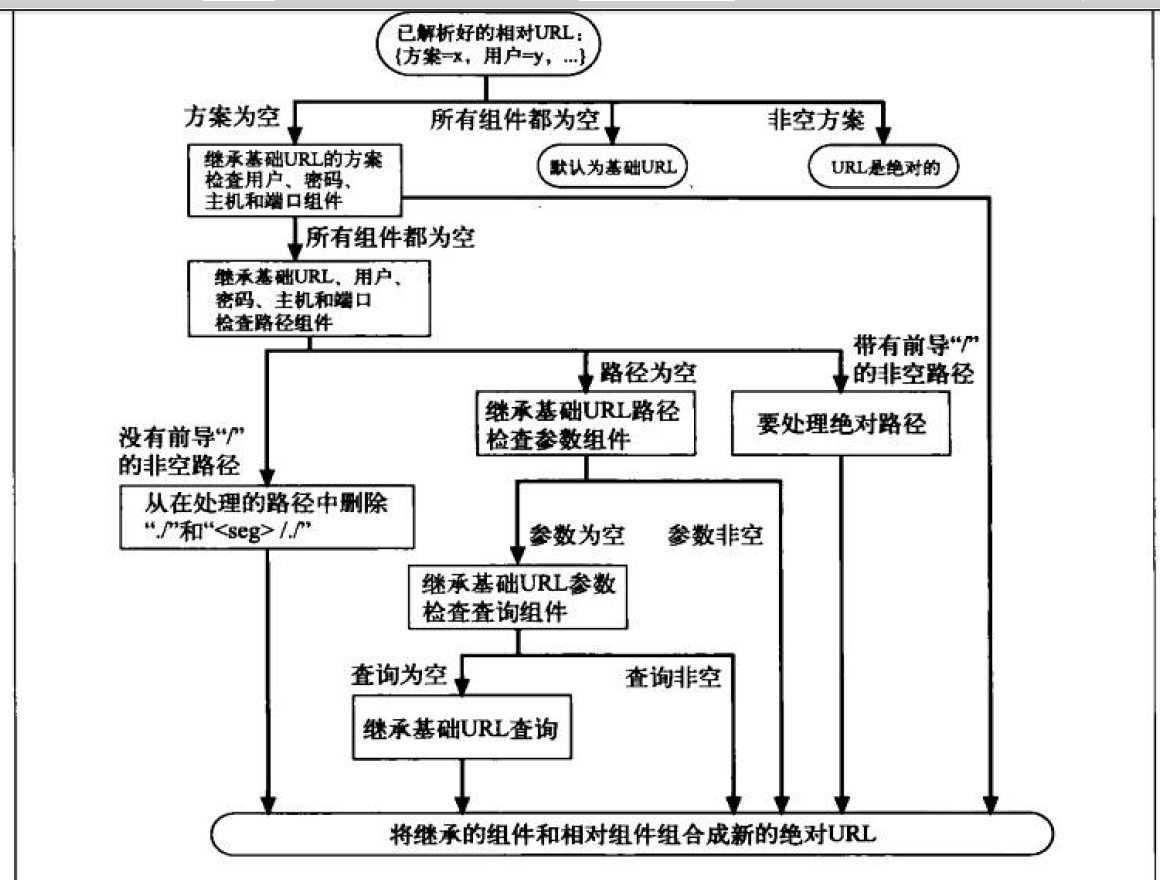 已解析好的相对URL：
{方案=x，用户=y，...}
方案为空
所有组件都为空
非空方案
继承基础URL的方案
检查用户、密码、
主机和端口组件
默认为基础URL
URL是绝对的
所有组件都为空
继承基础URL、用户、
密码、主机和端口
检查路径组件
带有前导“/”
的非空路径
路径为空
继承基础URL路径
检查参数组件
要处理绝对路径
没有前导“/”
的非空路径
从在处理的路径中删除
“./”和“<seg> /./”
参数为空
参数非空
继承基础URL参数
检查查询组件
查询为空
查询非空
继承基础URL查询
将继承的组件和相对组件组合成新的绝对URL